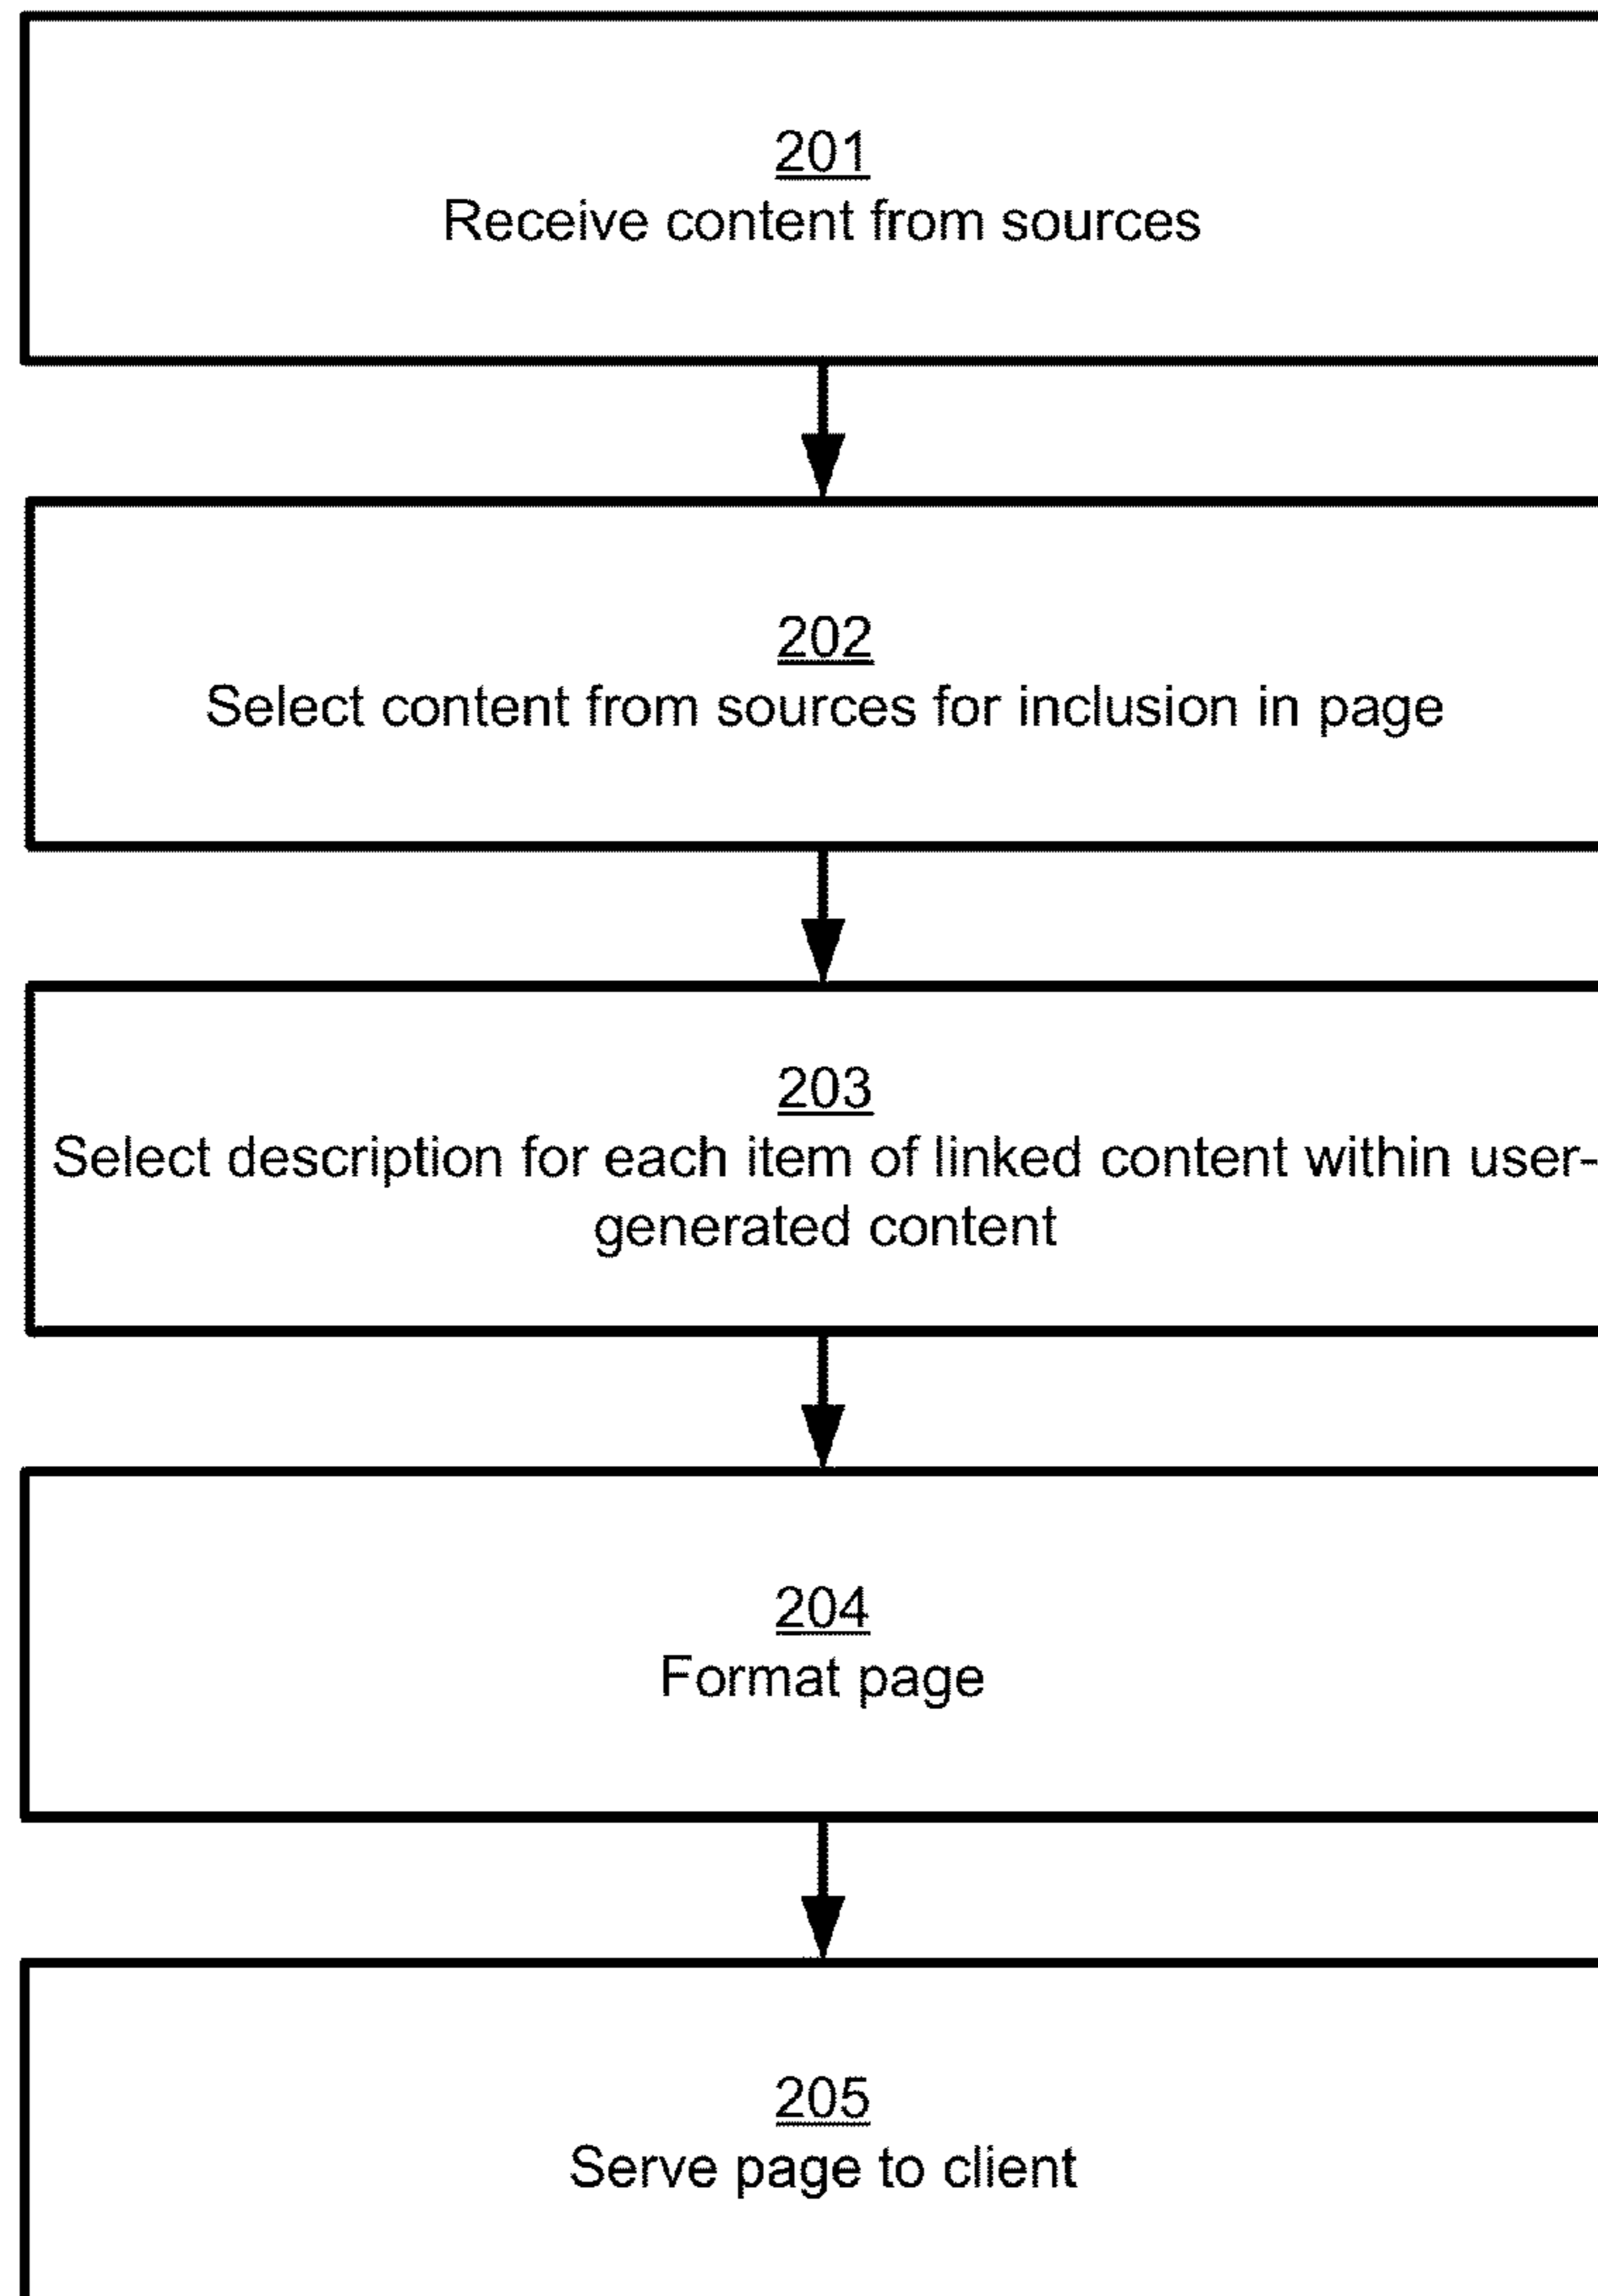 201
Receive content from sources
202
Select content from sources for inclusion in page
203
Select description for each item of linked content within user-
generated content
204
Format page
205
Serve page to client